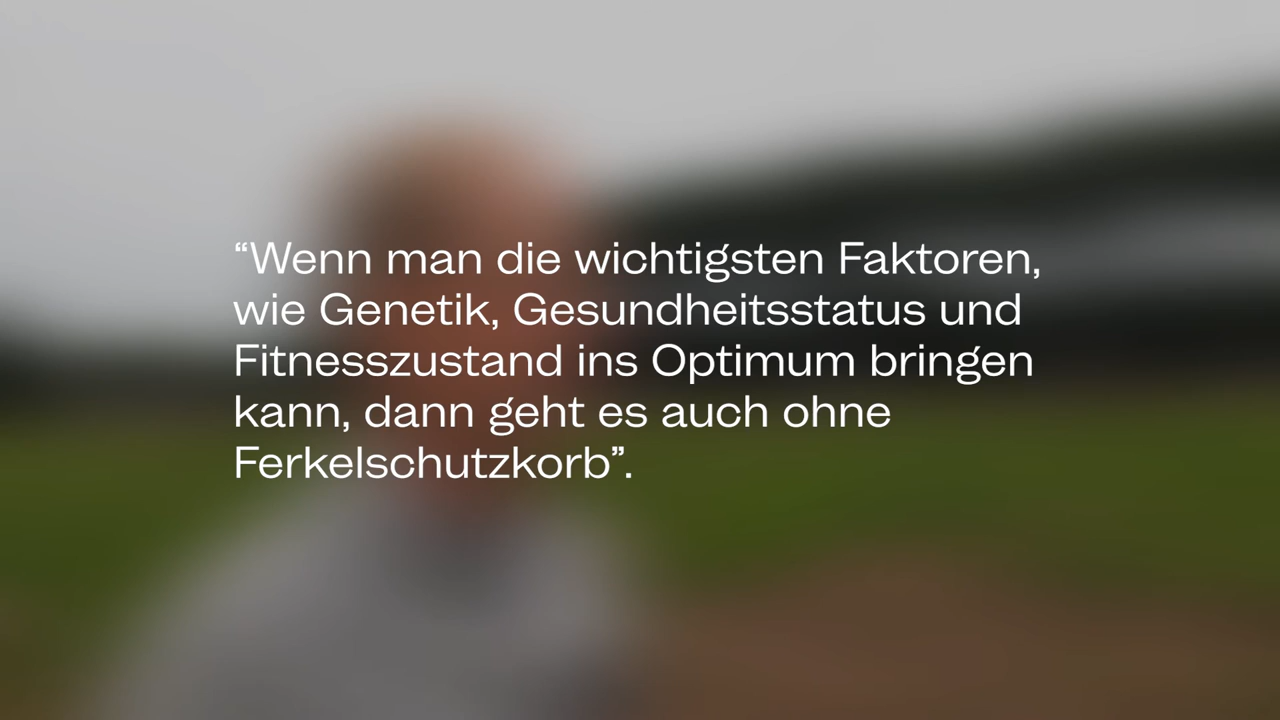 “Wenn man die wichtigsten Faktoren,
wie Genetik, Gesundheitsstatus und
Fitnesszustand ins Optimum bringen
kann, dann geht es auch ohne
Ferkelschutzkorb”.